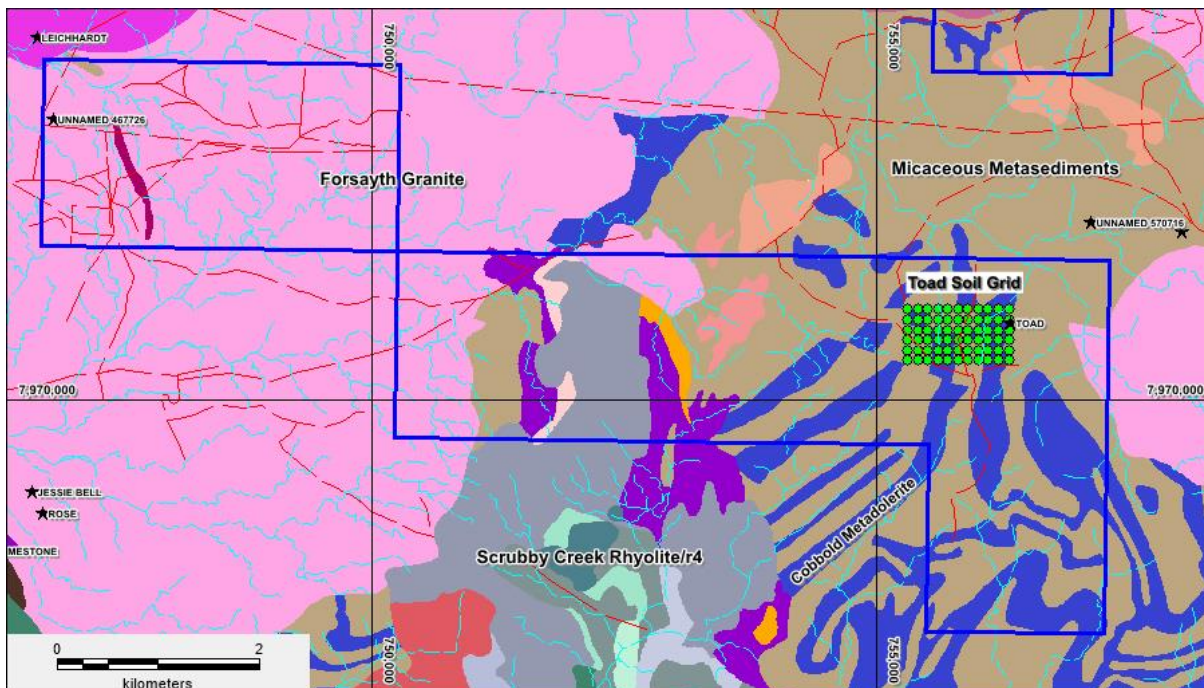 LEICHHARDT
750,000
755,000
UNNAMED 467726
Forsayth Granite
Micaceous Metasediments
UNNAMED 570716
Toad Soil Grid
TOAD
7,970,000
7,970,000
JESSIE BELL
ROSE
MESTONE
Scrubby Creek Rhyolite/r4
Cobbold Metadolerite
750,000
755,000
0 2
kilometers